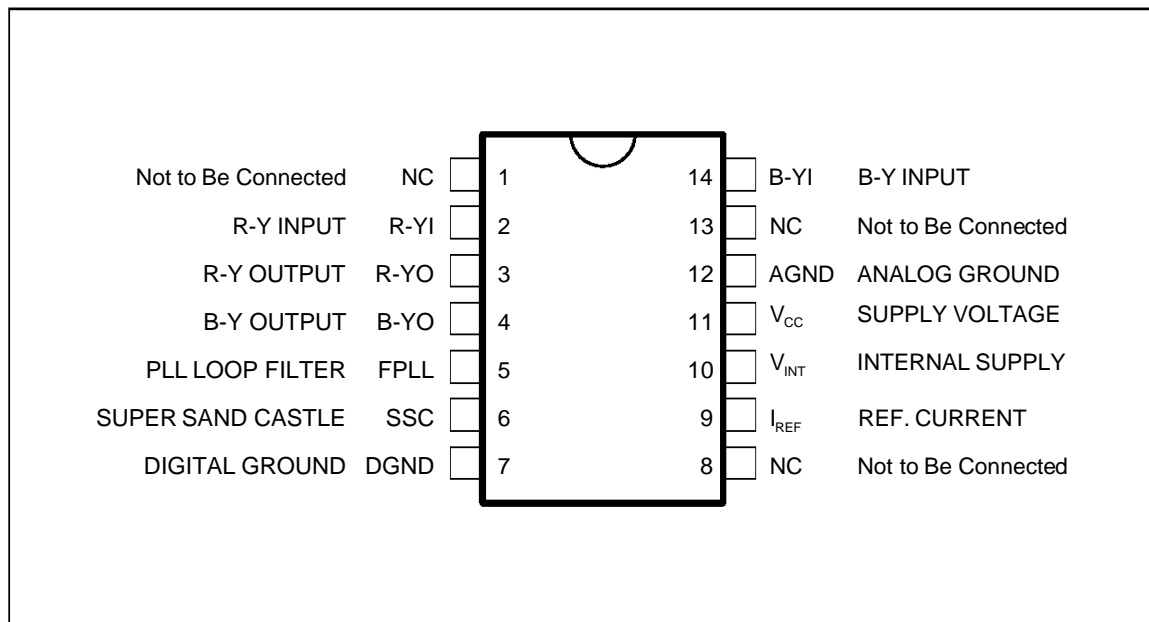 Not to Be Connected NC 1 14 B-YI B-Y INPUT
R-Y INPUT R-YI 2 13 NC Not to Be Connected
R-Y OUTPUT R-YO 3 12 AGND ANALOG GROUND
B-Y OUTPUT B-YO 4 11 VCC SUPPLY VOLTAGE
PLL LOOP FILTER FPLL 5 10 VINT INTERNAL SUPPLY
SUPER SAND CASTLE SSC 6 9 IREF REF. CURRENT
DIGITAL GROUND DGND 7 8 NC Not to Be Connected